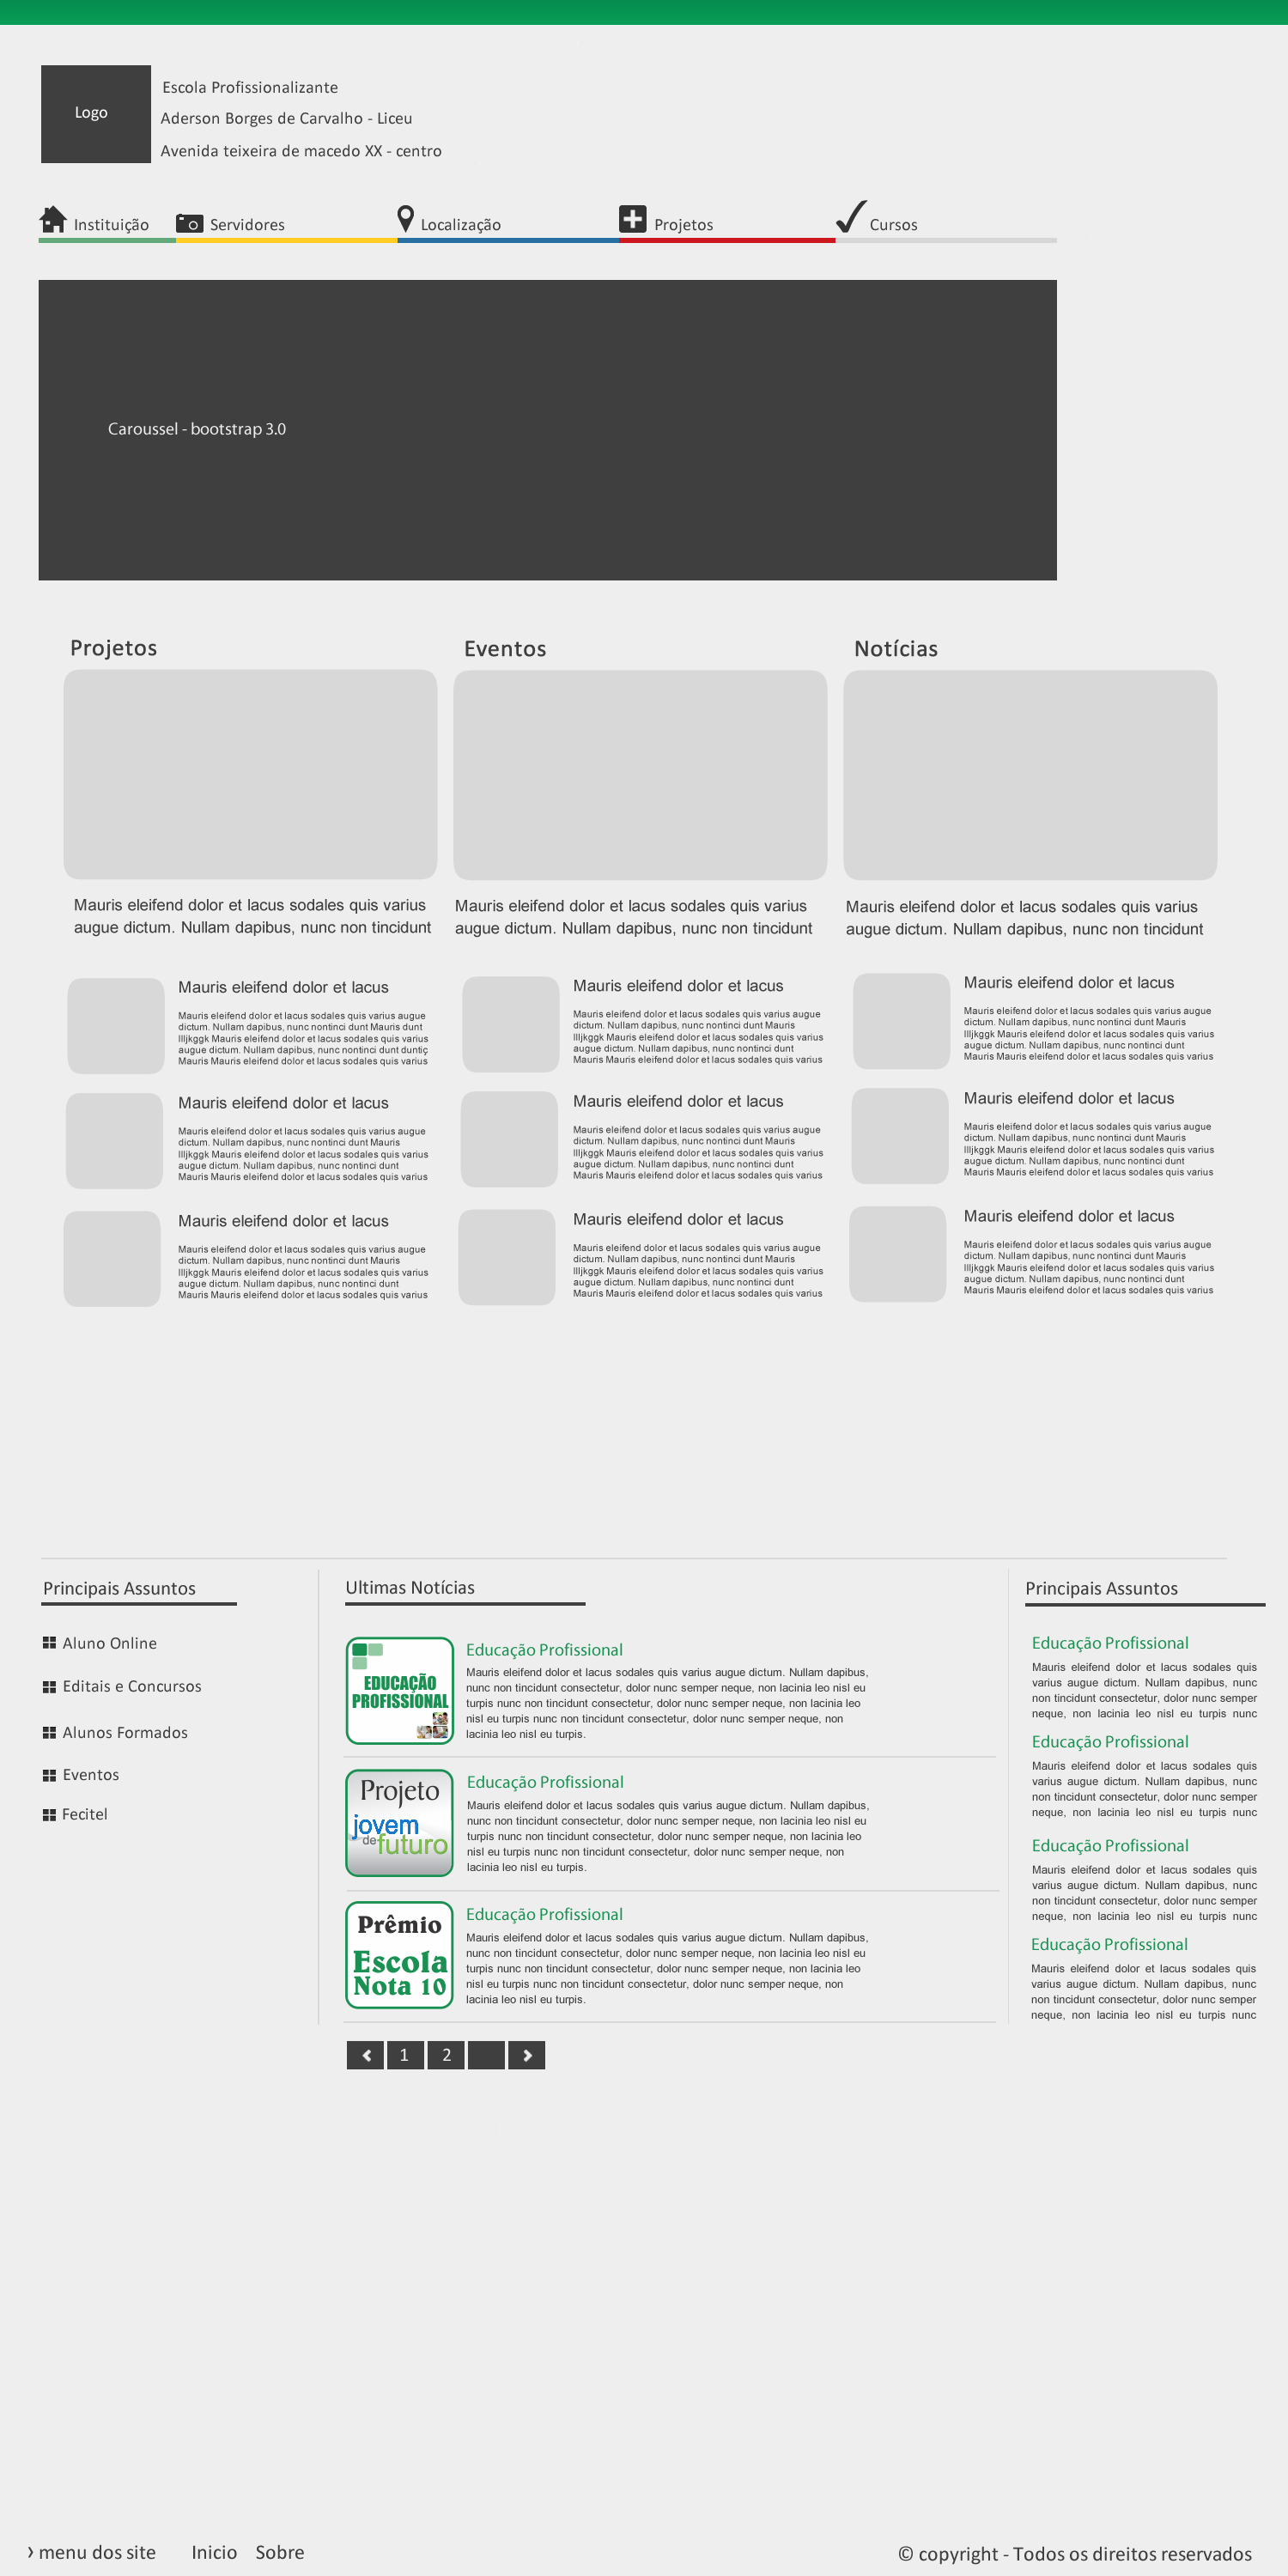 Logo
Escola Profissionalizante
Aderson Borges de Carvalho - Liceu
Avenida teixeira de macedo XX - centro
Instituição
Servidores
Localização
Projetos
Cursos
Caroussel - bootstrap 3.0
Projetos
Mauris eleifend dolor et lacus sodales quis varius
augue dictum. Nullam dapibus, nunc non tincidunt
Mauris eleifend dolor et lacus
Mauris eleifend dolor et lacus sodales quis varius augue
dictum. Nullam dapibus, nunc nontinci dunt Mauris dunt
llljkggk Mauris eleifend dolor et lacus sodales quis varius
augue dictum. Nullam dapibus, nunc nontinci dunt duntiç
Mauris Mauris eleifend dolor et lacus sodales quis varius
Mauris eleifend dolor et lacus
Mauris eleifend dolor et lacus sodales quis varius augue
dictum. Nullam dapibus, nunc nontinci dunt Mauris
llljkggk Mauris eleifend dolor et lacus sodales quis varius
augue dictum. Nullam dapibus, nunc nontinci dunt
Mauris Mauris eleifend dolor et lacus sodales quis varius
Mauris eleifend dolor et lacus
Mauris eleifend dolor et lacus sodales quis varius augue
dictum. Nullam dapibus, nunc nontinci dunt Mauris
llljkggk Mauris eleifend dolor et lacus sodales quis varius
augue dictum. Nullam dapibus, nunc nontinci dunt
Mauris Mauris eleifend dolor et lacus sodales quis varius
Eventos
Mauris eleifend dolor et lacus sodales quis varius
augue dictum. Nullam dapibus, nunc non tincidunt
Mauris eleifend dolor et lacus
Mauris eleifend dolor et lacus sodales quis varius augue
dictum. Nullam dapibus, nunc nontinci dunt Mauris
llljkggk Mauris eleifend dolor et lacus sodales quis varius
augue dictum. Nullam dapibus, nunc nontinci dunt
Mauris Mauris eleifend dolor et lacus sodales quis varius
Mauris eleifend dolor et lacus
Mauris eleifend dolor et lacus sodales quis varius augue
dictum. Nullam dapibus, nunc nontinci dunt Mauris
llljkggk Mauris eleifend dolor et lacus sodales quis varius
augue dictum. Nullam dapibus, nunc nontinci dunt
Mauris Mauris eleifend dolor et lacus sodales quis varius
Mauris eleifend dolor et lacus
Mauris eleifend dolor et lacus sodales quis varius augue
dictum. Nullam dapibus, nunc nontinci dunt Mauris
llljkggk Mauris eleifend dolor et lacus sodales quis varius
augue dictum. Nullam dapibus, nunc nontinci dunt
Mauris Mauris eleifend dolor et lacus sodales quis varius
Notícias
Mauris eleifend dolor et lacus sodales quis varius
augue dictum. Nullam dapibus, nunc non tincidunt
Mauris eleifend dolor et lacus
Mauris eleifend dolor et lacus sodales quis varius augue
dictum. Nullam dapibus, nunc nontinci dunt Mauris
llljkggk Mauris eleifend dolor et lacus sodales quis varius
augue dictum. Nullam dapibus, nunc nontinci dunt
Mauris Mauris eleifend dolor et lacus sodales quis varius
Mauris eleifend dolor et lacus
Mauris eleifend dolor et lacus sodales quis varius augue
dictum. Nullam dapibus, nunc nontinci dunt Mauris
llljkggk Mauris eleifend dolor et lacus sodales quis varius
augue dictum. Nullam dapibus, nunc nontinci dunt
Mauris Mauris eleifend dolor et lacus sodales quis varius
Mauris eleifend dolor et lacus
Mauris eleifend dolor et lacus sodales quis varius augue
dictum. Nullam dapibus, nunc nontinci dunt Mauris
llljkggk Mauris eleifend dolor et lacus sodales quis varius
augue dictum. Nullam dapibus, nunc nontinci dunt
Mauris Mauris eleifend dolor et lacus sodales quis varius
Principais Assuntos
Aluno Online
Editais e Concursos
Alunos Formados
Eventos
Fecitel
Ultimas Notícias
EDUCAÇÃO
PROFISSIONAL
Educação Profissional
Mauris eleifend dolor et lacus sodales quis varius augue dictum. Nullam dapibus,
nunc non tincidunt consectetur, dolor nunc semper neque, non lacinia leo nisl eu
turpis nunc non tincidunt consectetur, dolor nunc semper neque, non lacinia leo
nisl eu turpis nunc non tincidunt consectetur, dolor nunc semper neque, non
lacinia leo nisl eu turpis.
Projeto
jovem
de futuro
Educação Profissional
Mauris eleifend dolor et lacus sodales quis varius augue dictum. Nullam dapibus,
nunc non tincidunt consectetur, dolor nunc semper neque, non lacinia leo nisl eu
turpis nunc non tincidunt consectetur, dolor nunc semper neque, non lacinia leo
nisl eu turpis nunc non tincidunt consectetur, dolor nunc semper neque, non
lacinia leo nisl eu turpis.
Prêmio
Escola
Nota 10
Educação Profissional
Mauris eleifend dolor et lacus sodales quis varius augue dictum. Nullam dapibus,
nunc non tincidunt consectetur, dolor nunc semper neque, non lacinia leo nisl eu
turpis nunc non tincidunt consectetur, dolor nunc semper neque, non lacinia leo
nisl eu turpis nunc non tincidunt consectetur, dolor nunc semper neque, non
lacinia leo nisl eu turpis.
1 2
Principais Assuntos
Educação Profissional
Mauris eleifend dolor et lacus sodales quis
varius augue dictum. Nullam dapibus, nunc
non tincidunt consectetur, dolor nunc semper
neque, non lacinia leo nisl eu turpis nunc
Educação Profissional
Mauris eleifend dolor et lacus sodales quis
varius augue dictum. Nullam dapibus, nunc
non tincidunt consectetur, dolor nunc semper
neque, non lacinia leo nisl eu turpis nunc
Educação Profissional
Mauris eleifend dolor et lacus sodales quis
varius augue dictum. Nullam dapibus, nunc
non tincidunt consectetur, dolor nunc semper
neque, non lacinia leo nisl eu turpis nunc
Educação Profissional
Mauris eleifend dolor et lacus sodales quis
varius augue dictum. Nullam dapibus, nunc
non tincidunt consectetur, dolor nunc semper
neque, non lacinia leo nisl eu turpis nunc
› menu dos site Inicio Sobre
© copyright - Todos os direitos reservados